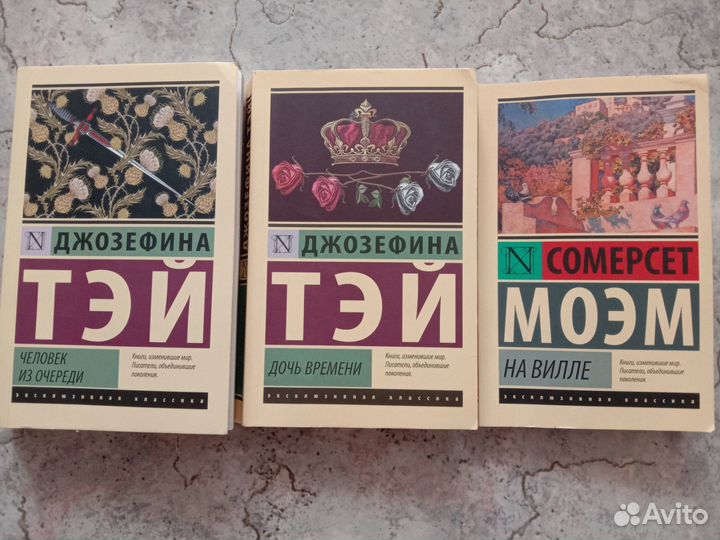 ДЖОЗЕФИНА
ТЭЙ
ЧЕЛОВЕК
ИЗ ОЧЕРЕДИ
Книги, изменившие мир.
Писатели, объединившие
поколения.
ЭКСКЛЮЗИВНАЯ КЛАССИКА
ДЖОЗЕФИНА ТЭЙ
N ДЖОЗЕФИНА
ТЭЙ
ДОЧЬ ВРЕМЕНИ
Книги, изменившие мир.
Писатели, объединившие
поколения.
ЭКСКЛЮЗИВНАЯ КЛАССИКА
N СОМЕРСЕТ
МОЭМ
НА ВИЛЛЕ
Книги, изменившие мир.
Писатели, объединившие
поколения.
ЭКСКЛЮЗИВНАЯ КЛАССИКА
Avito